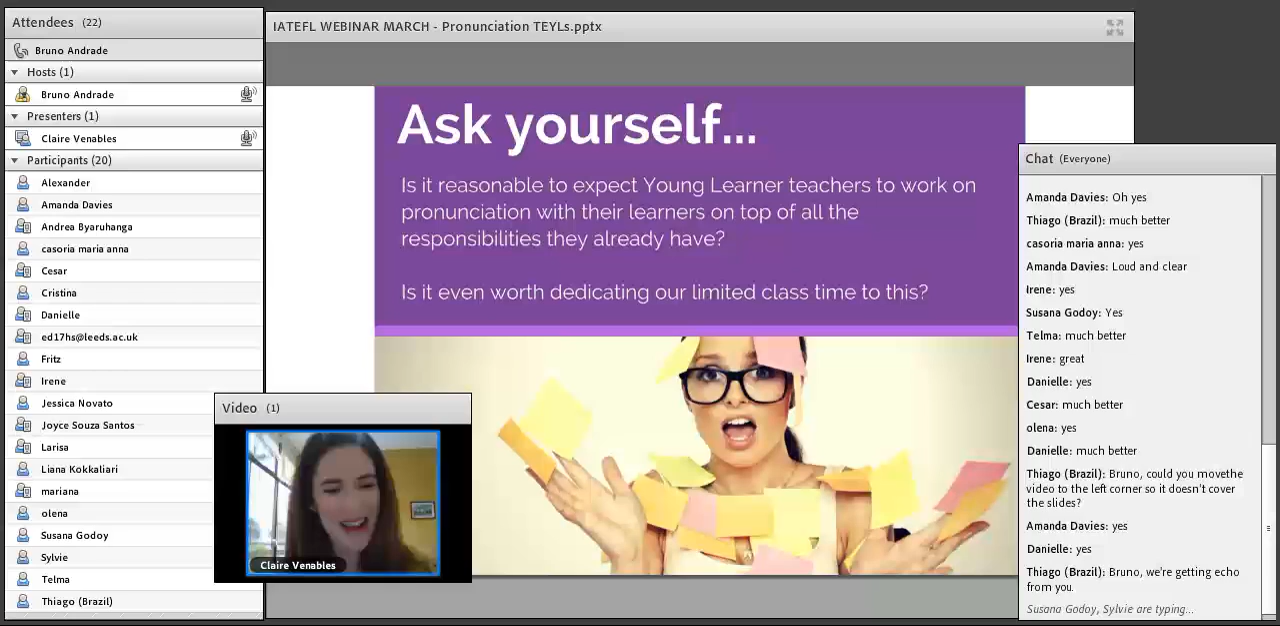 Attendees (22)
Bruno Andrade
Hosts (1)
Bruno Andrade
Presenters (1)
Claire Venables
Participants (20)
Alexander
Amanda Davies
Andrea Byaruhanga
casoria maria anna
Cesar
Cristina
Danielle
ed17hs@leeds.ac.uk
Fritz
Irene
Jessica Novato
Joyce Souza Santos
Larisa
Liana Kokkaliari
mariana
olena
Susana Godoy
Sylvie
Telma
Thiago (Brazil)
IATEFL WEBINAR MARCH - Pronunciation TEYLs.pptx
Ask yourself...
Is it reasonable to expect Young Learner teachers to work on
pronunciation with their learners on top of all the
responsibilities they already have?
Is it even worth dedicating our limited class time to this?
Video (1)
Claire Venables
Chat (Everyone)
Amanda Davies: Oh yes
Thiago (Brazil): much better
casoria maria anna: yes
Amanda Davies: Loud and clear
Irene: yes
Susana Godoy: Yes
Telma: much better
Irene: great
Danielle: yes
Cesar: much better
olena: yes
Danielle: much better
Thiago (Brazil): Bruno, could you movethe
video to the left corner so it doesn't cover
the slides?
Amanda Davies: yes
Danielle: yes
Thiago (Brazil): Bruno, we're getting echo
from you.
Susana Godoy, Sylvie are typing...